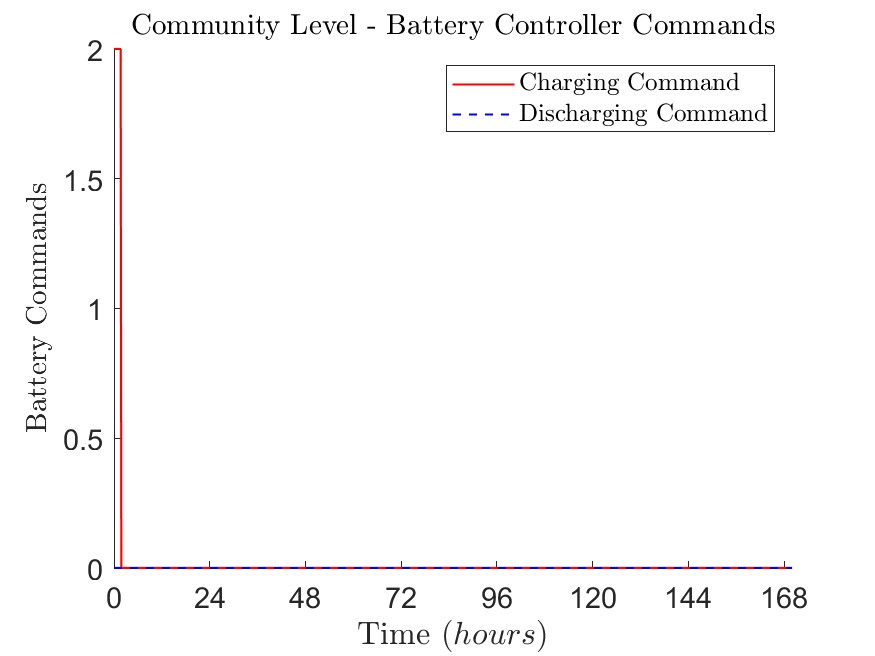 Community Level - Battery Controller Commands
Charging Command
Discharging Command
Battery Commands
2
1.5
1
0.5
0
0 24 48 72 96 120 144 168
Time (hours)